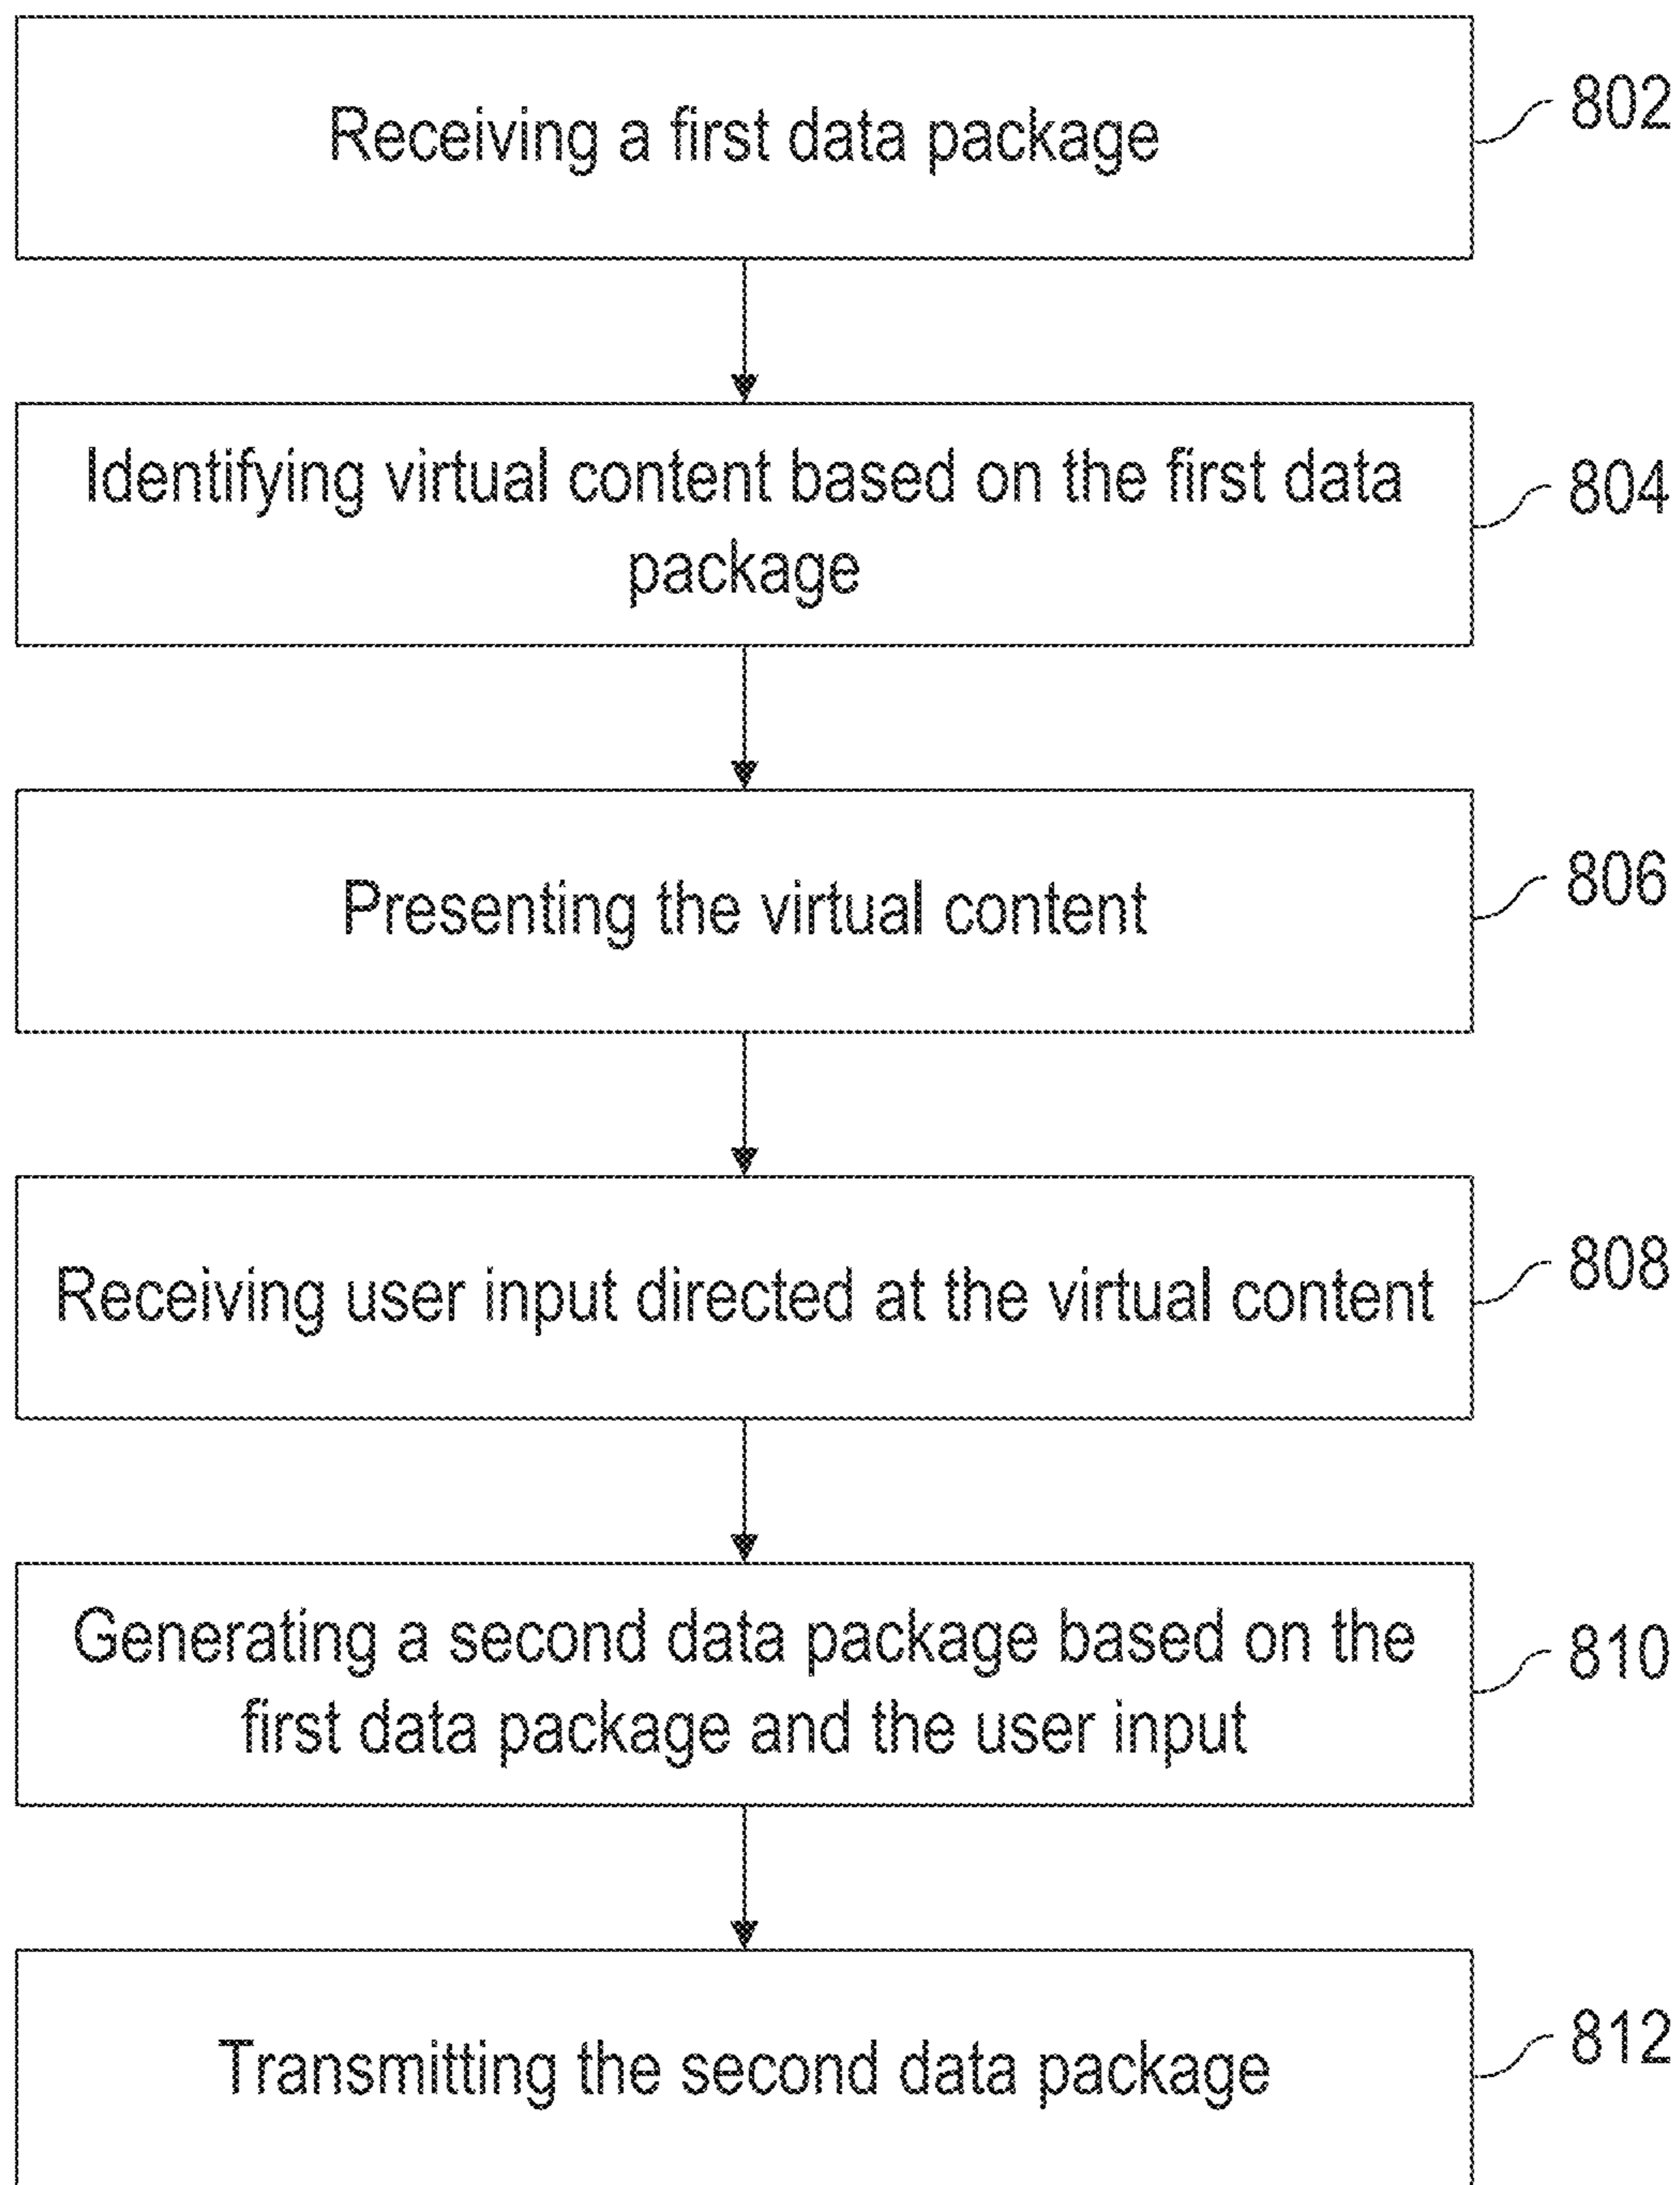 Receiving a first data package
802
Identifying virtual content based on the first data
package
804
Presenting the virtual content
806
Receiving user input directed at the virtual content
808
Generating a second data package based on the
first data package and the user input
810
Transmitting the second data package
812